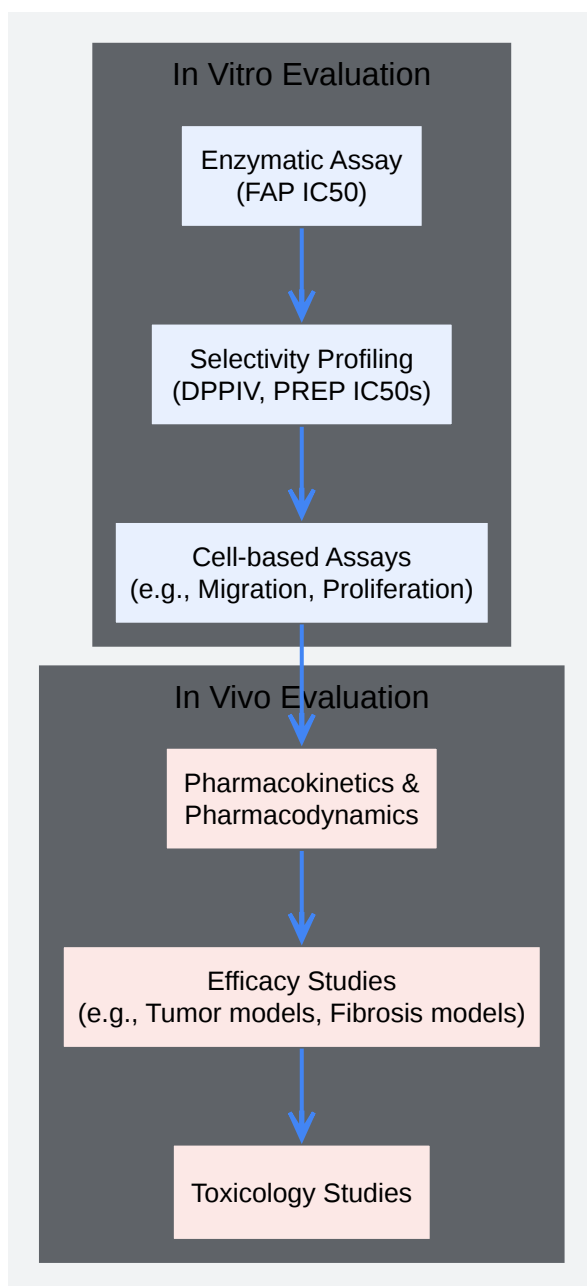 In Vitro Evaluation
Enzymatic Assay
(FAP IC50)
Selectivity Profiling
(DPPIV, PREP IC50s)
Cell-based Assays
(e.g., Migration, Proliferation)
In Vivo Evaluation
Pharmacokinetics &
Pharmacodynamics
Efficacy Studies
(e.g., Tumor models, Fibrosis models)
Toxicology Studies